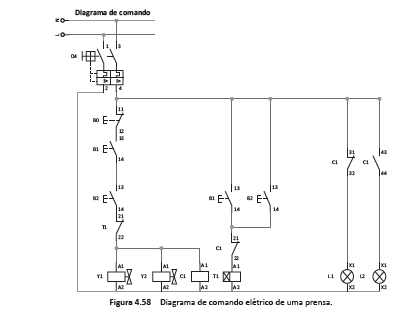 Diagrama de comando
N
L
1 3
D4
2 4
11
B0
12
13
B1
14
13 13 13
B2 B1 B2
14 14 14
31 43
C1 C1
32 44
21
T1
22
21
C1
22
A1 A1 A1 A1 X1 X1
Y1 Y2 C1 T1 L1 L2
A2 A2 A2 A2 X2 X2
Figura 4.58 Diagrama de comando elétrico de uma prensa.